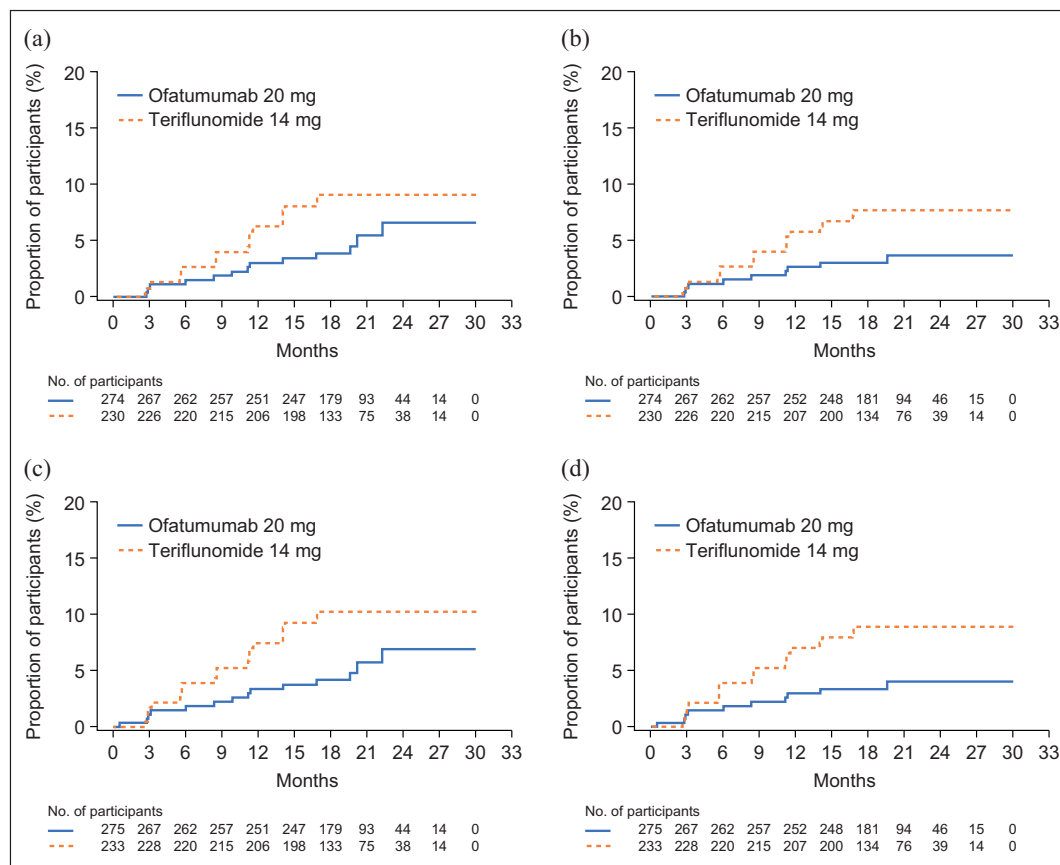 (a)
Proportion of participants (%)
20
15
10
5
0
Ofatumumab 20 mg
Teriflunomide 14 mg
0 3 6 9 12 15 18 21 24 27 30 33
Months
No. of participants
274 267 262 257 251 247 179 93 44 14 0
230 226 220 215 206 198 133 75 38 14 0
(b)
Proportion of participants (%)
20
15
10
5
0
Ofatumumab 20 mg
Teriflunomide 14 mg
0 3 6 9 12 15 18 21 24 27 30 33
Months
No. of participants
274 267 262 257 252 248 181 94 46 15 0
230 226 220 215 207 200 134 76 39 14 0
(c)
Proportion of participants (%)
20
15
10
5
0
Ofatumumab 20 mg
Teriflunomide 14 mg
0 3 6 9 12 15 18 21 24 27 30 33
Months
No. of participants
275 267 262 257 251 247 179 93 44 14 0
233 228 220 215 206 198 133 75 38 14 0
(d)
Proportion of participants (%)
20
15
10
5
0
Ofatumumab 20 mg
Teriflunomide 14 mg
0 3 6 9 12 15 18 21 24 27 30 33
Months
No. of participants
275 267 262 257 252 248 181 94 46 15 0
233 228 220 215 207 200 134 76 39 14 0